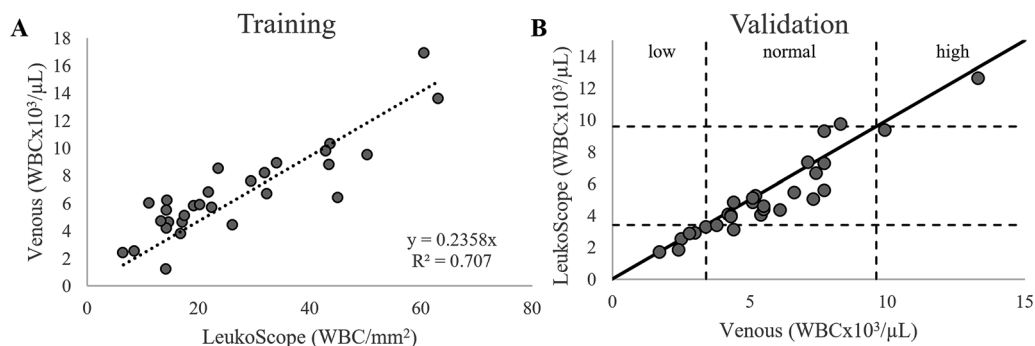 A
Training
Venous (WBCx10³/µL)
18
16
14
12
10
8
6
4
2
0
y = 0.2358x
R² = 0.707
0
20
40
60
80
LeukoScope (WBC/mm²)
B
Validation
LeukoScope (WBCx10³/µL)
low
normal
high
14
12
10
8
6
4
2
0
0
5
10
15
Venous (WBCx10³/µL)